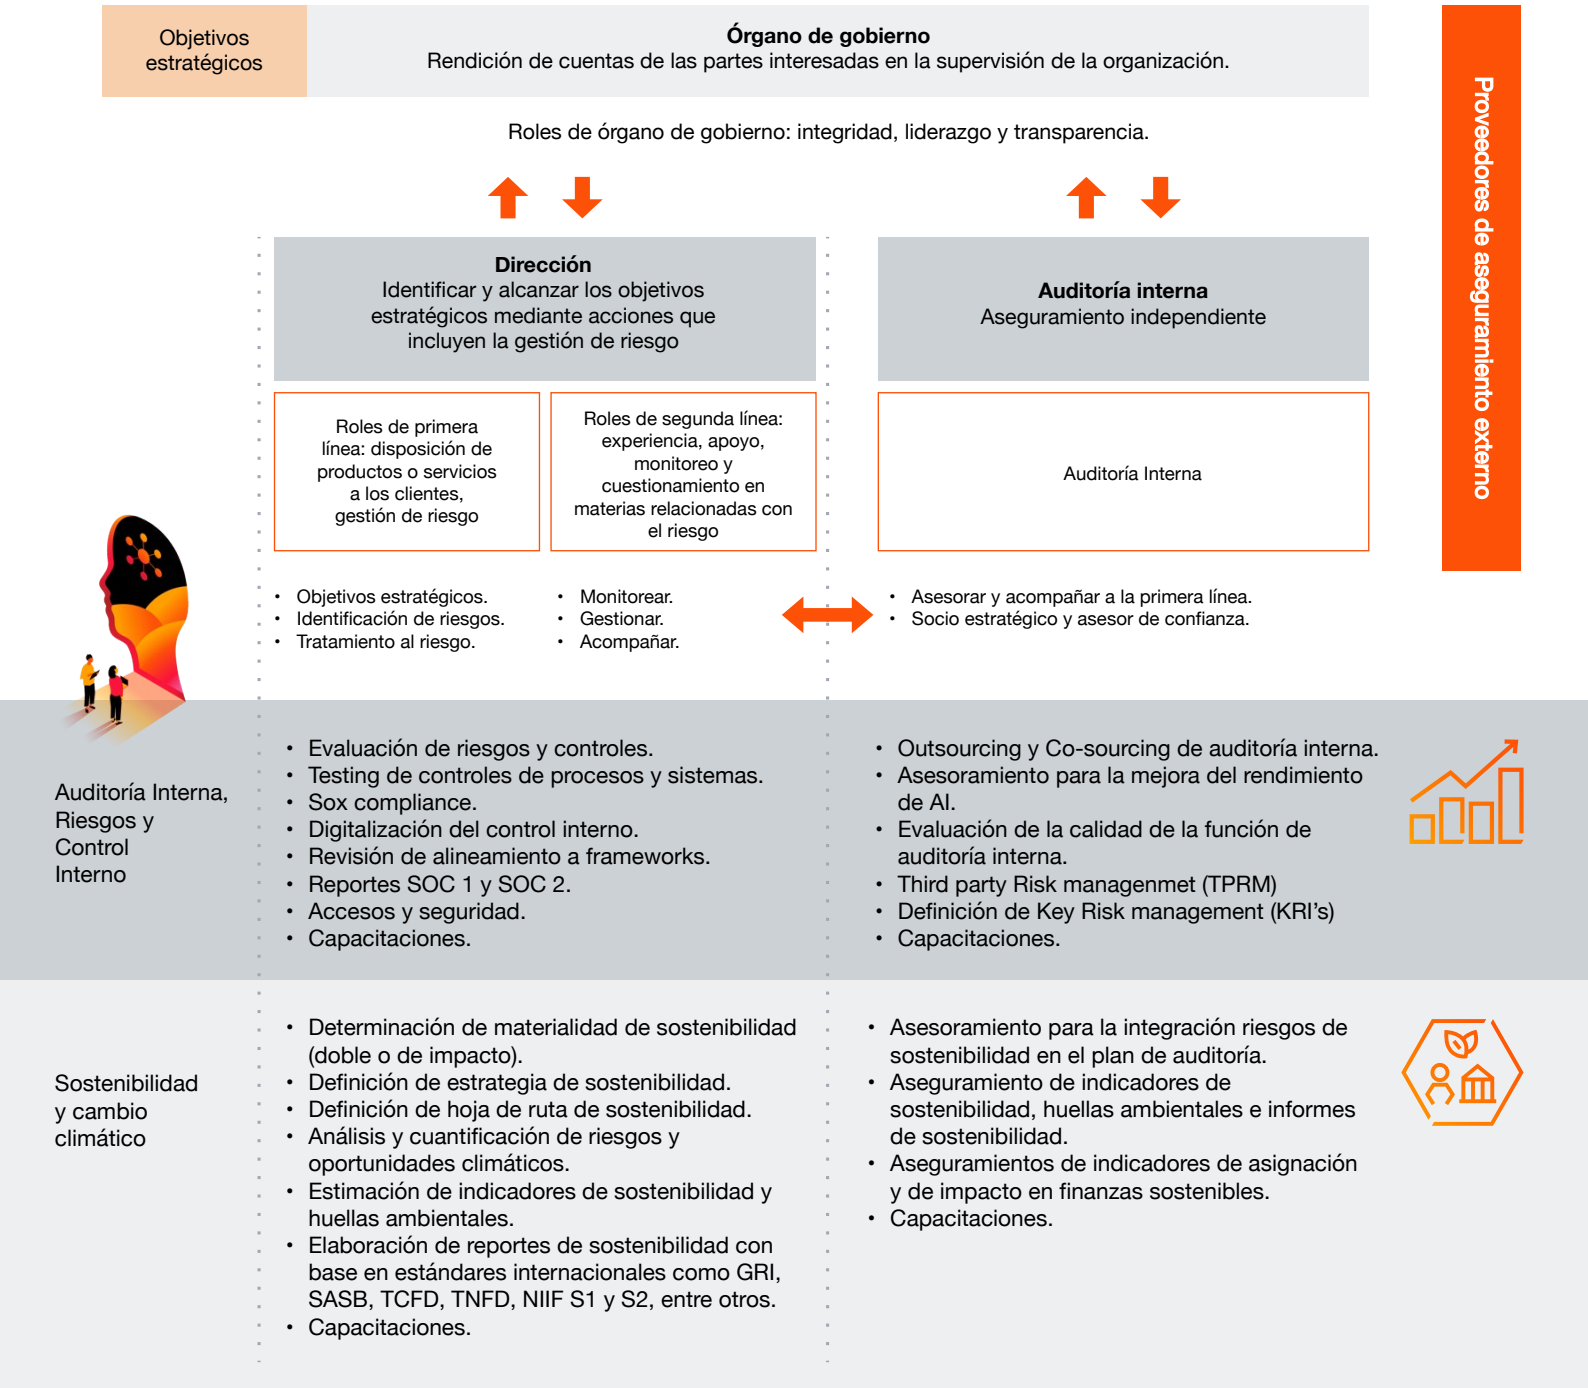 Objetivos
estratégicos
Órgano de gobierno
Rendición de cuentas de las partes interesadas en la supervisión de la organización.
Roles de órgano de gobierno: integridad, liderazgo y transparencia.
Proveedores de aseguramiento externo
Dirección
Identificar y alcanzar los objetivos
estratégicos mediante acciones que
incluyen la gestión de riesgo
Auditoría interna
Aseguramiento independiente
Roles de primera
línea: disposición de
productos o servicios
a los clientes,
gestión de riesgo
Roles de segunda línea:
experiencia, apoyo,
monitoreo y
cuestionamiento en
materias relacionadas con
el riesgo
Auditoría Interna
• Objetivos estratégicos.
• Identificación de riesgos.
• Tratamiento al riesgo.
• Monitorear.
• Gestionar.
• Acompañar.
• Asesorar y acompañar a la primera línea.
• Socio estratégico y asesor de confianza.
Auditoría Interna,
Riesgos y
Control
Interno
• Evaluación de riesgos y controles.
• Testing de controles de procesos y sistemas.
• Sox compliance.
• Digitalización del control interno.
• Revisión de alineamiento a frameworks.
• Reportes SOC 1 y SOC 2.
• Accesos y seguridad.
• Capacitaciones.
• Outsourcing y Co-sourcing de auditoría interna.
• Asesoramiento para la mejora del rendimiento
de AI.
• Evaluación de la calidad de la función de
auditoría interna.
• Third party Risk managenmet (TPRM)
• Definición de Key Risk management (KRI's)
• Capacitaciones.
Sostenibilidad
y cambio
climático
• Determinación de materialidad de sostenibilidad
(doble o de impacto).
• Definición de estrategia de sostenibilidad.
• Definición de hoja de ruta de sostenibilidad.
• Análisis y cuantificación de riesgos y
oportunidades climáticos.
• Estimación de indicadores de sostenibilidad y
huellas ambientales.
• Elaboración de reportes de sostenibilidad con
base en estándares internacionales como GRI,
SASB, TCFD, TNFD, NIIF S1 y S2, entre otros.
• Capacitaciones.
• Asesoramiento para la integración riesgos de
sostenibilidad en el plan de auditoría.
• Aseguramiento de indicadores de
sostenibilidad, huellas ambientales e informes
de sostenibilidad.
• Aseguramientos de indicadores de asignación
y de impacto en finanzas sostenibles.
• Capacitaciones.